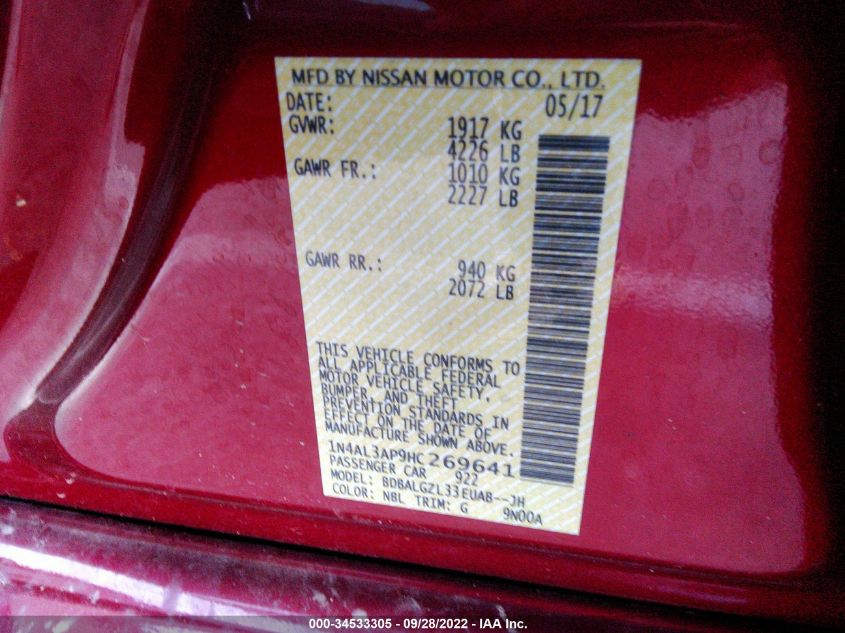 MFD BY NISSAN MOTOR CO., LTD.
DATE: 05/17
GVWR: 1917 KG
4226 LB
GAWR FR.: 1010 KG
2227 LB
GAWR RR.: 940 KG
2072 LB
THIS VEHICLE CONFORMS TO
ALL APPLICABLE FEDERAL
MOTOR VEHICLE SAFETY,
BUMPER, AND THEFT
PREVENTION STANDARDS IN
EFFECT ON THE DATE OF
MANUFACTURE SHOWN ABOVE.
1N4AL3AP9HC269641
PASSENGER CAR 922
MODEL: BDBALGZL33EUAB--JH
COLOR: NBL TRIM: G 9N00A
000-34533305 - 09/28/2022 - IAA Inc.